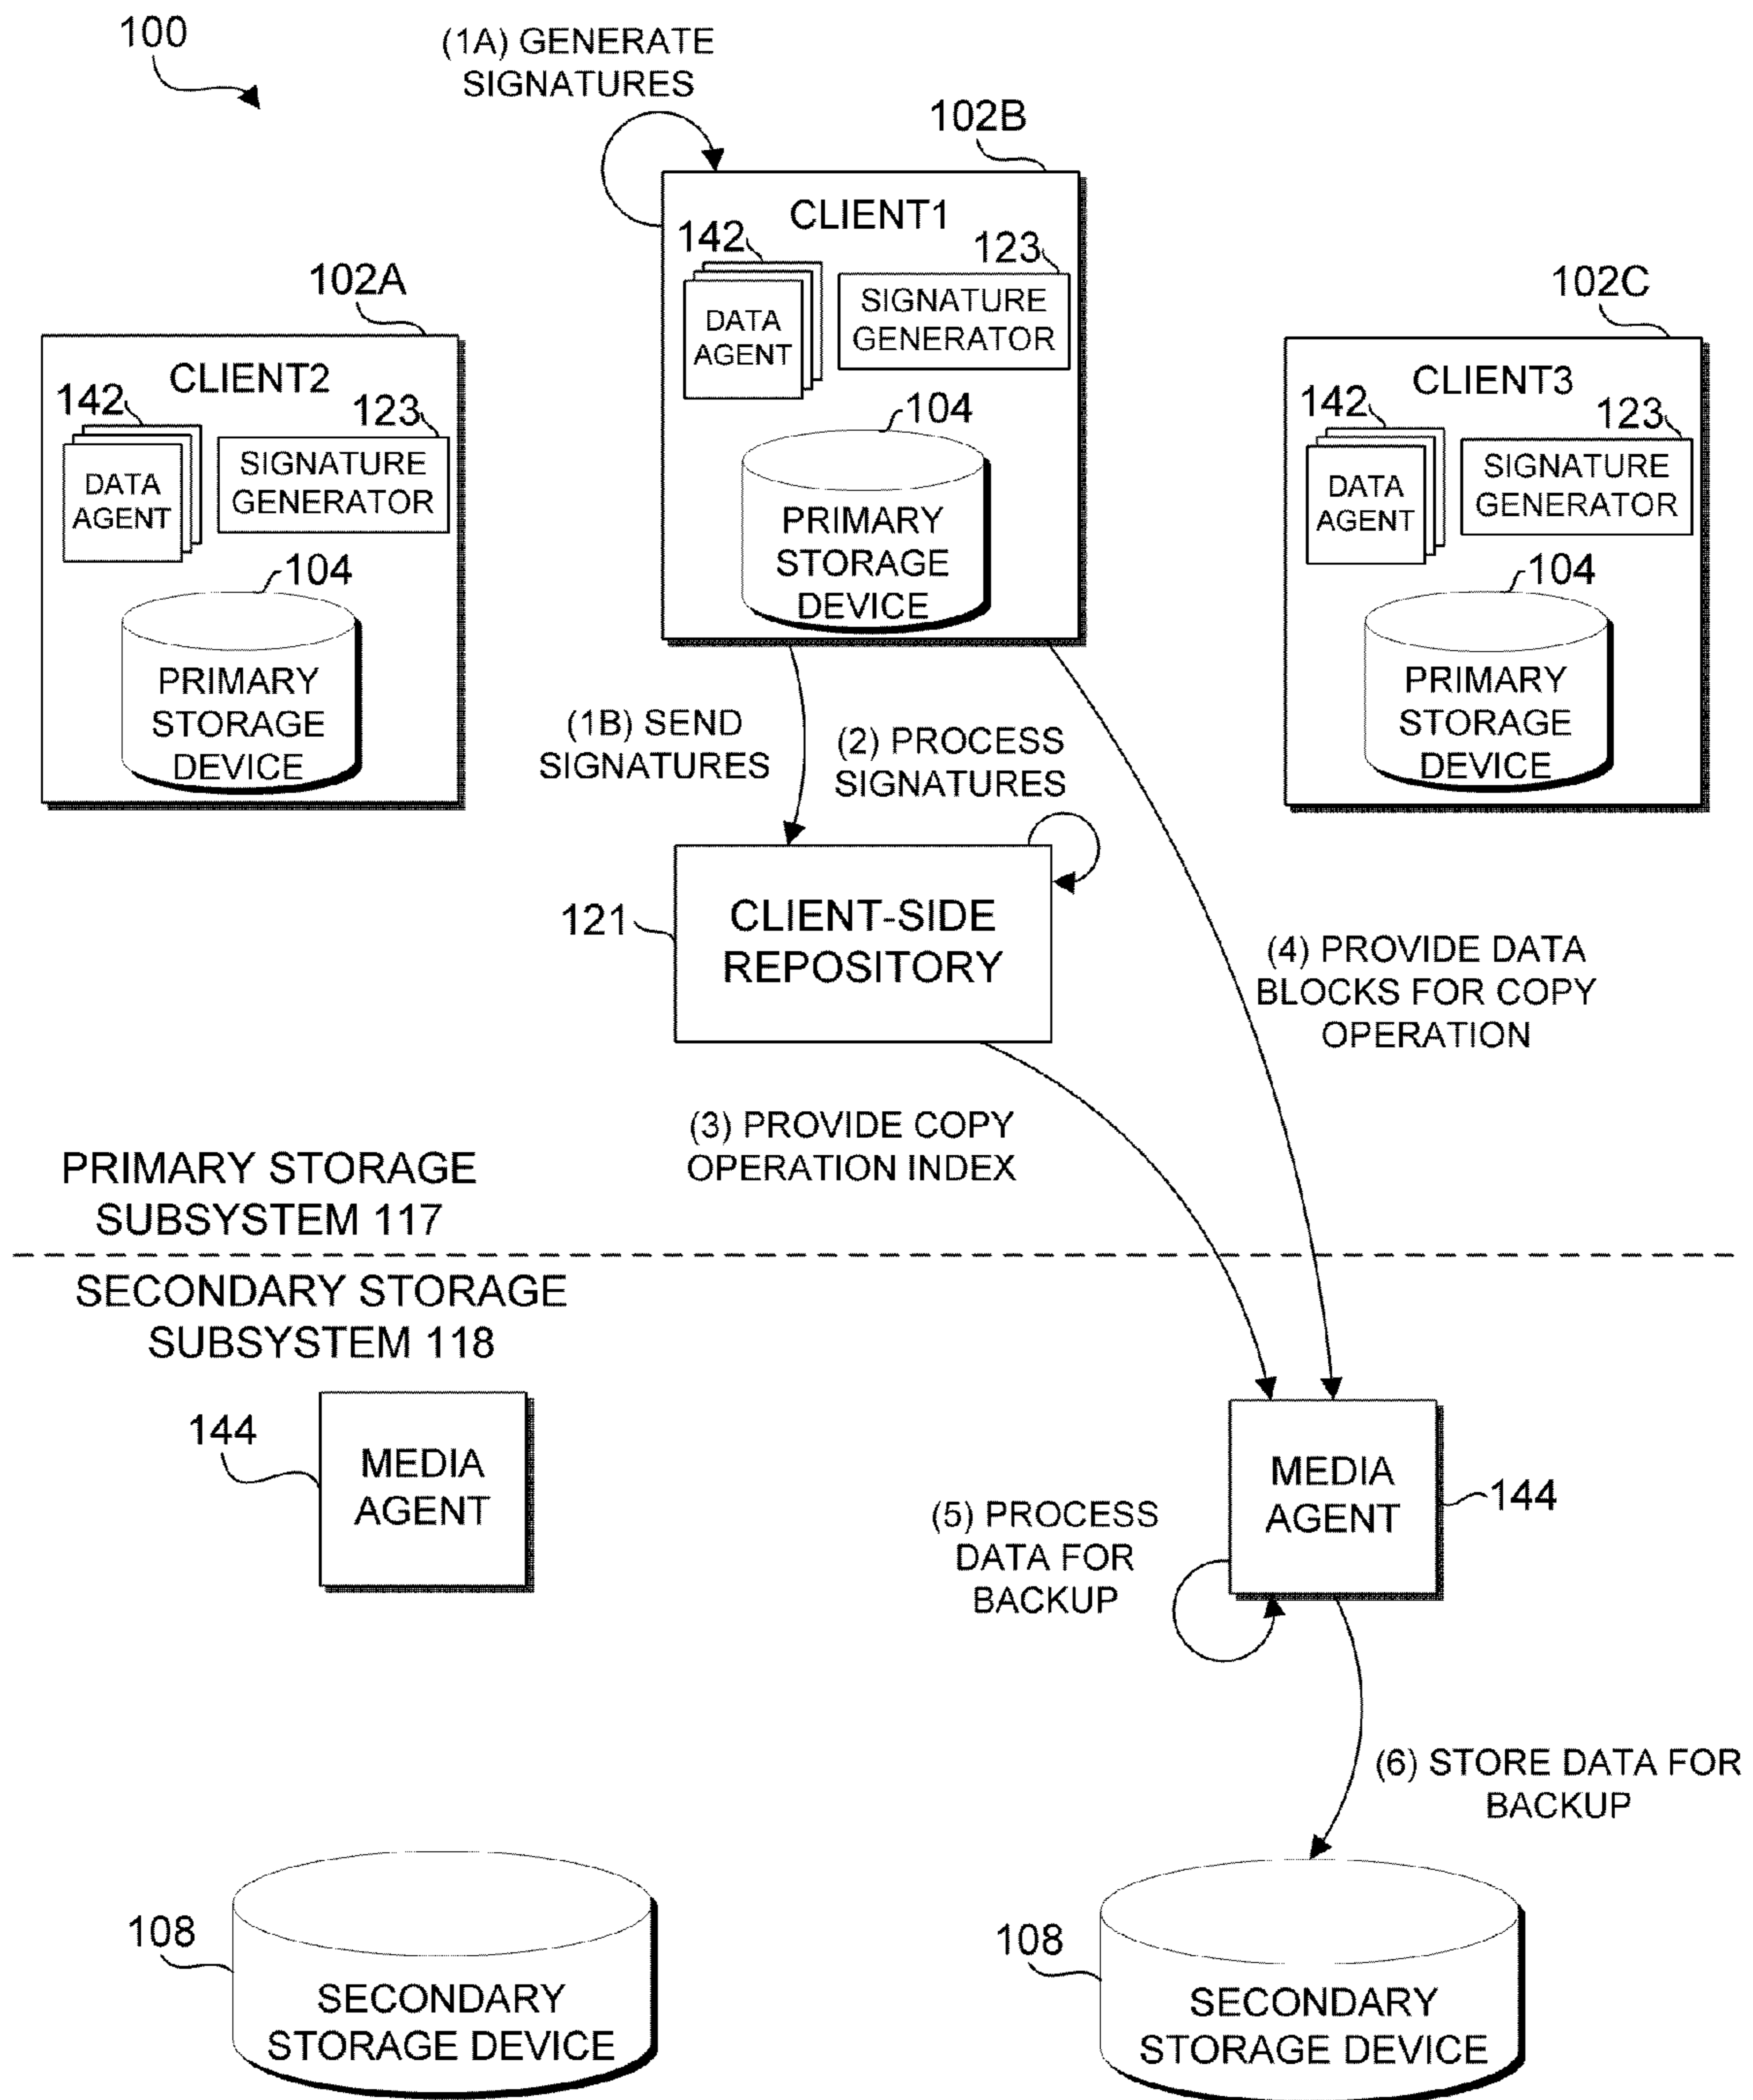 100
(1A) GENERATE
SIGNATURES
102B
CLIENT1
142
123
DATA
AGENT
SIGNATURE
GENERATOR
104
PRIMARY
STORAGE
DEVICE
102A
CLIENT2
142
123
DATA
AGENT
SIGNATURE
GENERATOR
104
PRIMARY
STORAGE
DEVICE
102C
CLIENT3
142
123
DATA
AGENT
SIGNATURE
GENERATOR
104
PRIMARY
STORAGE
DEVICE
(1B) SEND
SIGNATURES
(2) PROCESS
SIGNATURES
121
CLIENT-SIDE
REPOSITORY
(4) PROVIDE DATA
BLOCKS FOR COPY
OPERATION
(3) PROVIDE COPY
OPERATION INDEX
PRIMARY STORAGE
SUBSYSTEM 117
SECONDARY STORAGE
SUBSYSTEM 118
144
MEDIA
AGENT
MEDIA
AGENT
144
(5) PROCESS
DATA FOR
BACKUP
(6) STORE DATA FOR
BACKUP
108
SECONDARY
STORAGE DEVICE
108
SECONDARY
STORAGE DEVICE